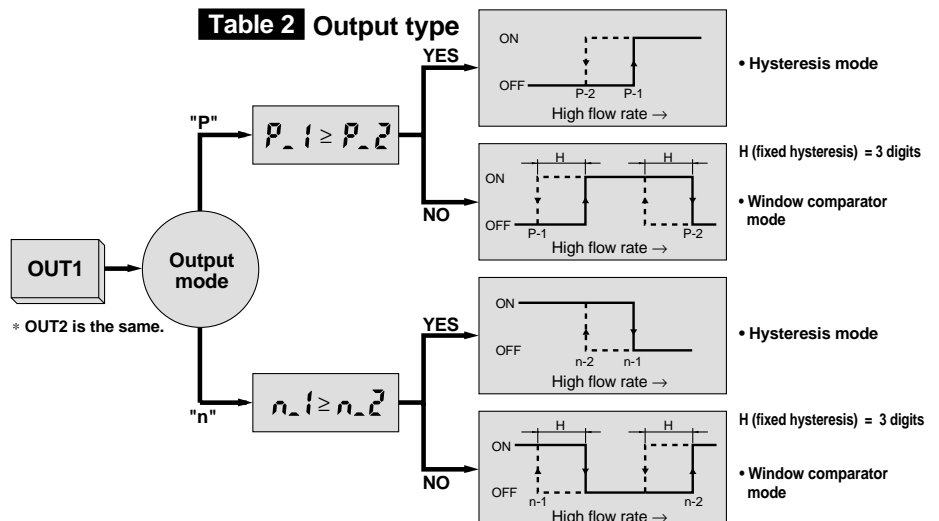 Table 2 Output type
YES
ON
OFF
P-2 P-1
High flow rate →
• Hysteresis mode
"P"
P_1 ≥ P_2
NO
H H
ON
OFF
P-1 P-2
High flow rate →
H (fixed hysteresis) = 3 digits
• Window comparator
mode
OUT1
Output
mode
* OUT2 is the same.
YES
ON
OFF
n-2 n-1
High flow rate →
• Hysteresis mode
"n"
n_1 ≥ n_2
NO
H H
ON
OFF
n-1 n-2
High flow rate →
H (fixed hysteresis) = 3 digits
• Window comparator
mode